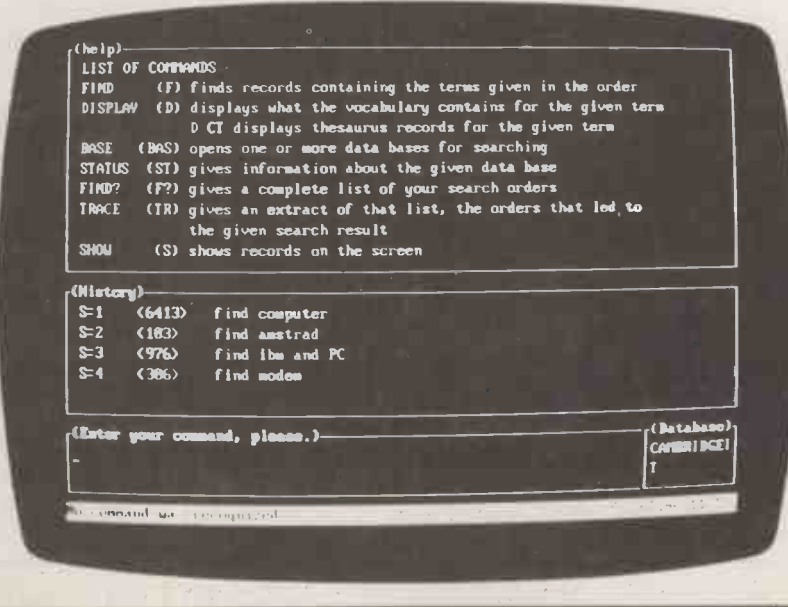 (help)
LIST OF COMMANDS
FIND (F) finds records containing the terms given in the order
DISPLAY (D) displays what the vocabulary contains for the given term
D CT displays thesaurus records for the given term
BASE (BAS) opens one or more data bases for searching
STATUS (ST) gives information about the given data base
FIND? (F?) gives a complete list of your search orders
TRACE (TR) gives an extract of that list, the orders that led to
the given search result
SHOW (S) shows records on the screen
(History)
S=1 (6413) find computer
S=2 (103) find amstrad
S=3 (976) find ibm and PC
S=4 (306) find modem
(Enter your command, please.)
(Database)
CAMBRIDGEI
T
command was recognized